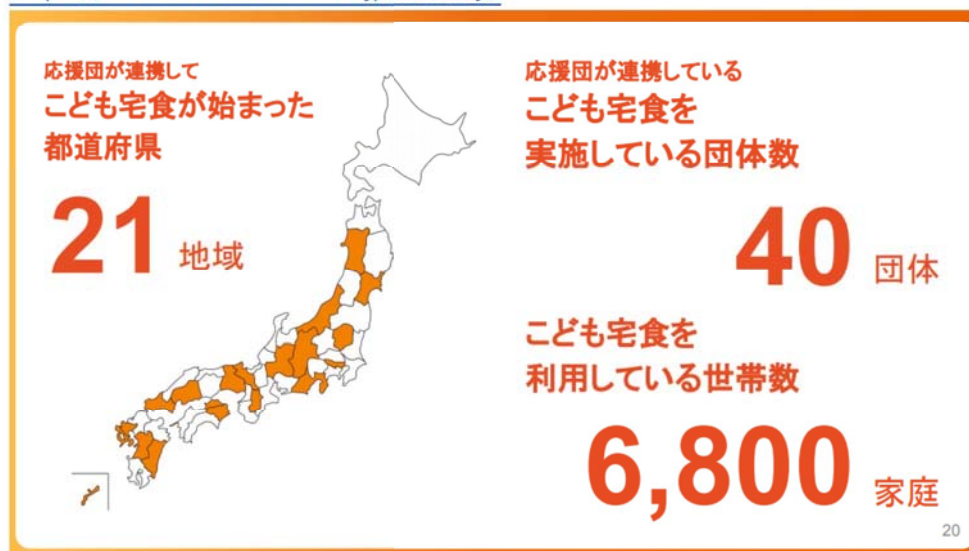 応援団が連携して
こども宅食が始まった
都道府県
21 地域
応援団が連携している
こども宅食を
実施している団体数
40 団体
こども宅食を
利用している世帯数
6,800 家庭
20